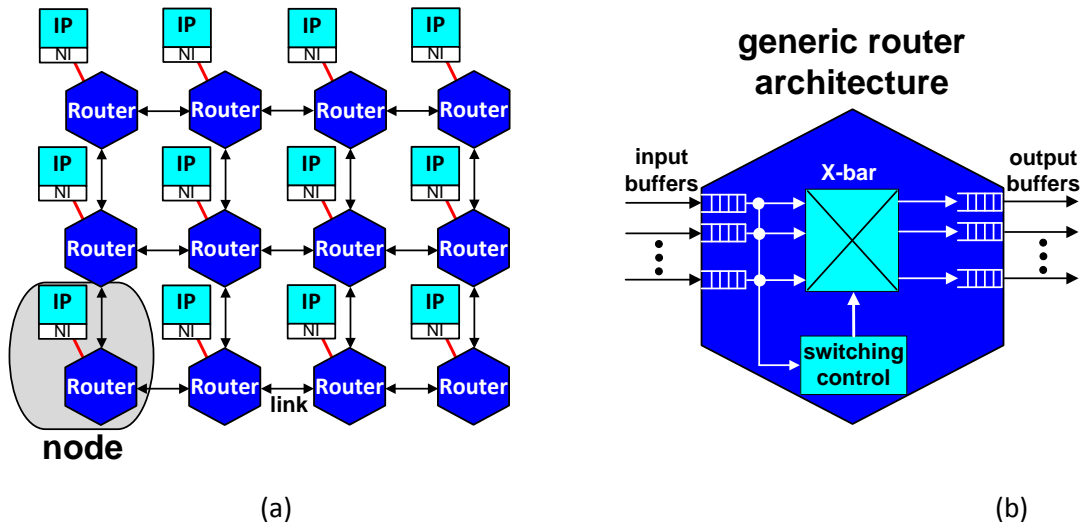 IP IP IP IP
NI NI NI NI
Router Router Router Router
IP IP IP IP
NI NI NI NI
Router Router Router Router
IP IP IP IP
NI NI NI NI
Router Router Router Router
link
node
(a)
generic router
architecture
input
buffers
X-bar
output
buffers
switching
control
(b)